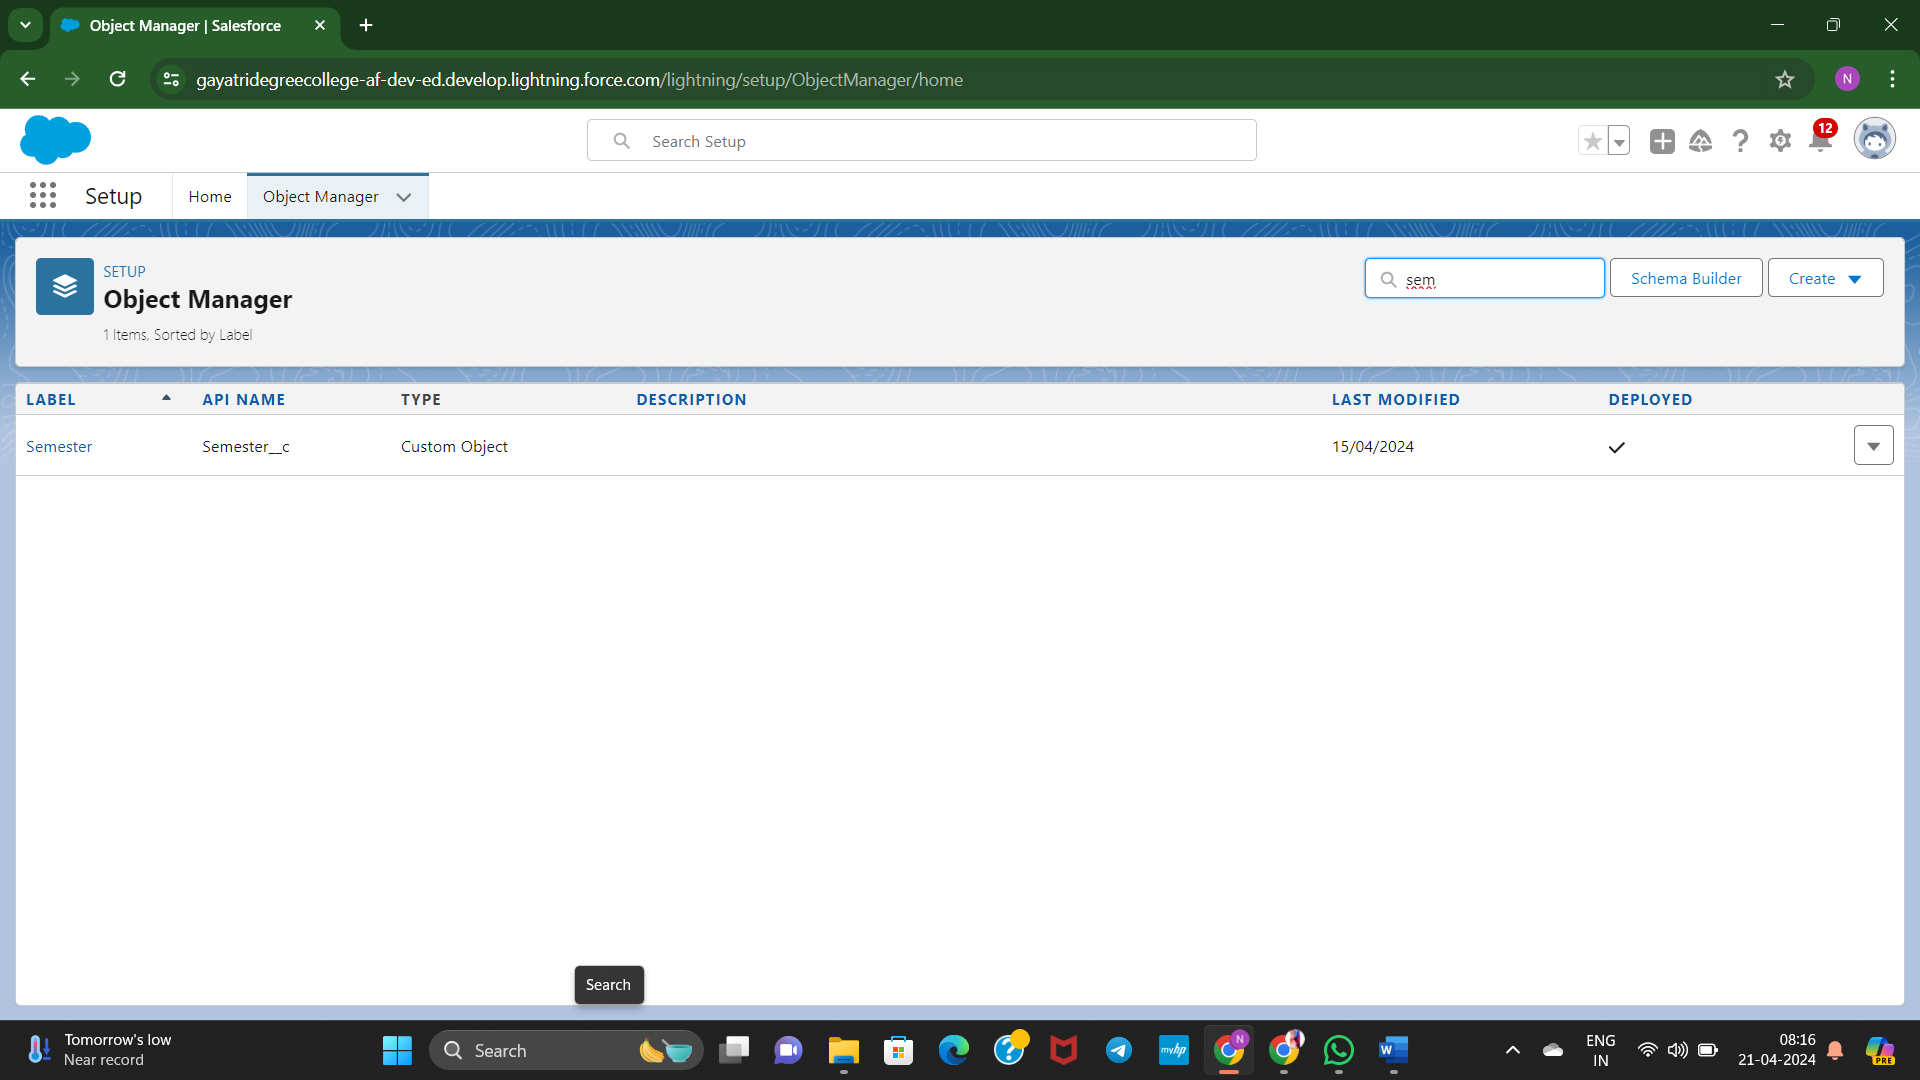 Object Manager | Salesforce
gayatridegreecollege-af-dev-ed.develop.lightning.force.com/lightning/setup/ObjectManager/home
N
Search Setup
12
Setup
Home
Object Manager
SETUP
Object Manager
1 Items, Sorted by Label
sem
Schema Builder
Create
LABEL API NAME TYPE DESCRIPTION LAST MODIFIED DEPLOYED
Semester Semester__c Custom Object 15/04/2024
Search
Tomorrow's low
Near record
Search
myhp
N
W
ENG
IN
08:16
21-04-2024
PRE